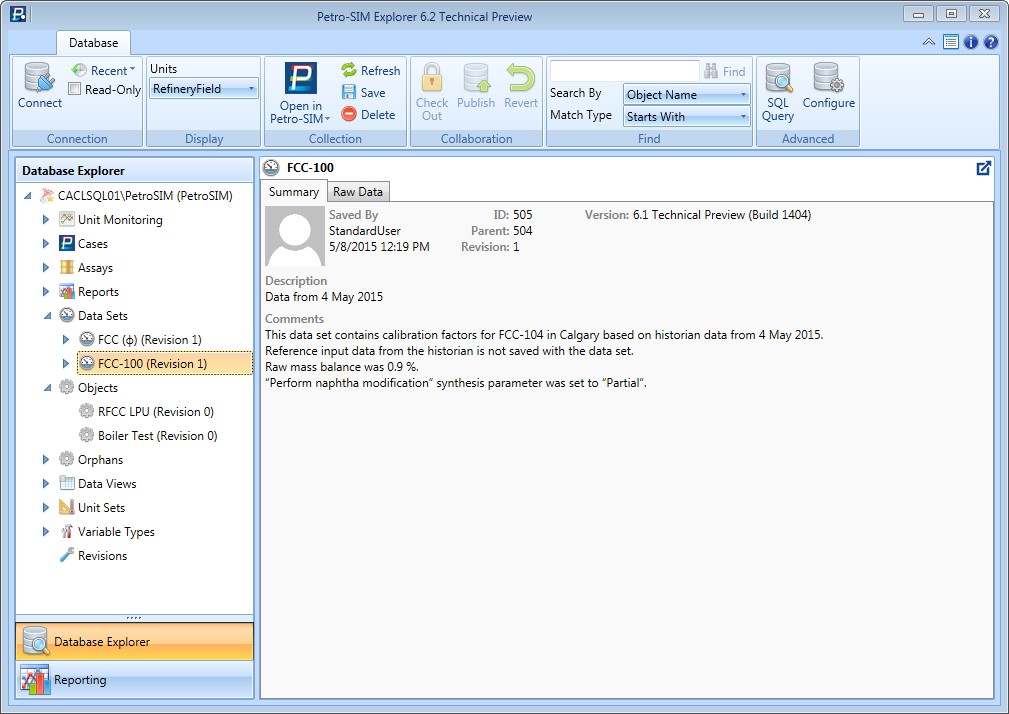 Petro-SIM Explorer 6.2 Technical Preview
Database
Connect
Recent
Read-Only
Connection
Units
RefineryField
Display
Open in
Petro-SIM
Refresh
Save
Delete
Collection
Check
Out
Publish
Revert
Collaboration
Find
Search By
Object Name
Match Type
Starts With
Find
SQL
Query
Configure
Advanced
Database Explorer
CACLSQL01\PetroSIM (PetroSIM)
Unit Monitoring
Cases
Assays
Reports
Data Sets
FCC (ф) (Revision 1)
FCC-100 (Revision 1)
Objects
RFCC LPU (Revision 0)
Boiler Test (Revision 0)
Orphans
Data Views
Unit Sets
Variable Types
Revisions
Database Explorer
Reporting
FCC-100
Summary Raw Data
Saved By ID: 505 Version: 6.1 Technical Preview (Build 1404)
StandardUser Parent: 504
5/8/2015 12:19 PM Revision: 1
Description
Data from 4 May 2015
Comments
This data set contains calibration factors for FCC-104 in Calgary based on historian data from 4 May 2015.
Reference input data from the historian is not saved with the data set.
Raw mass balance was 0.9 %.
“Perform naphtha modification” synthesis parameter was set to “Partial”.